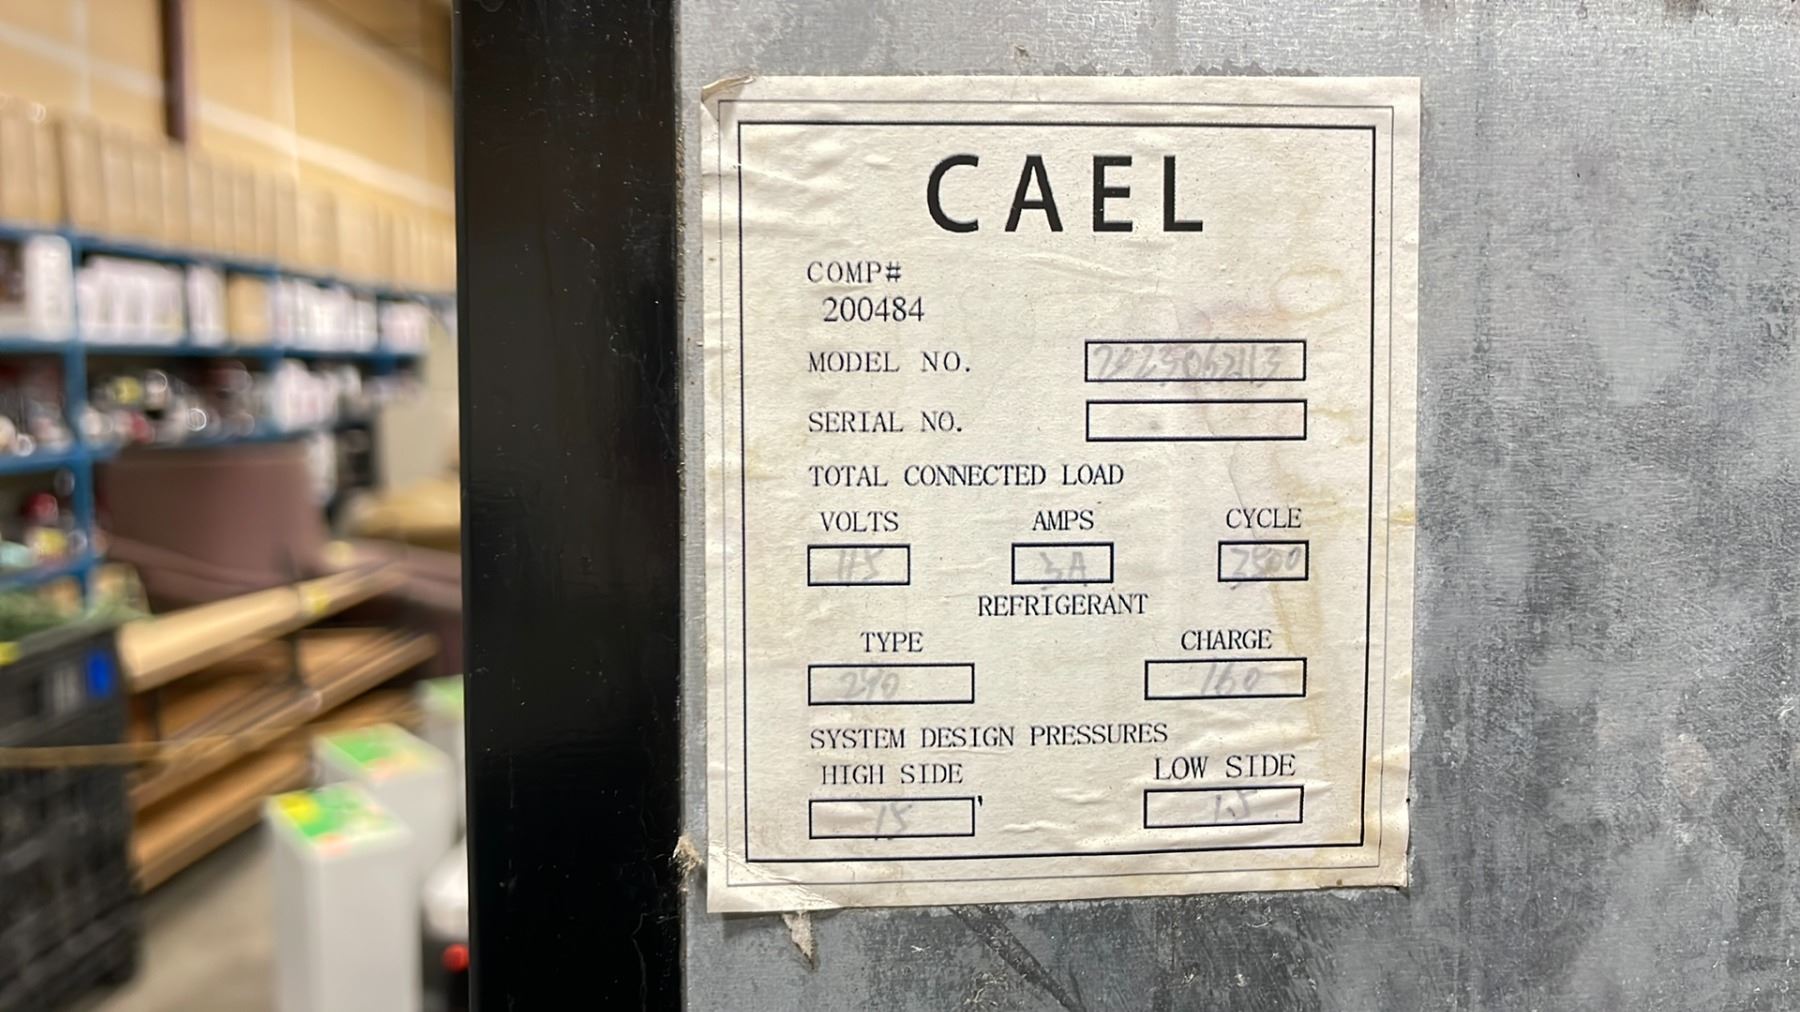 CAEL
COMP#
200484
MODEL NO.
SERIAL NO.
TOTAL CONNECTED LOAD
VOLTS AMPS CYCLE
115 3A
REFRIGERANT
TYPE CHARGE
290 160
SYSTEM DESIGN PRESSURES
HIGH SIDE LOW SIDE
15 1.5